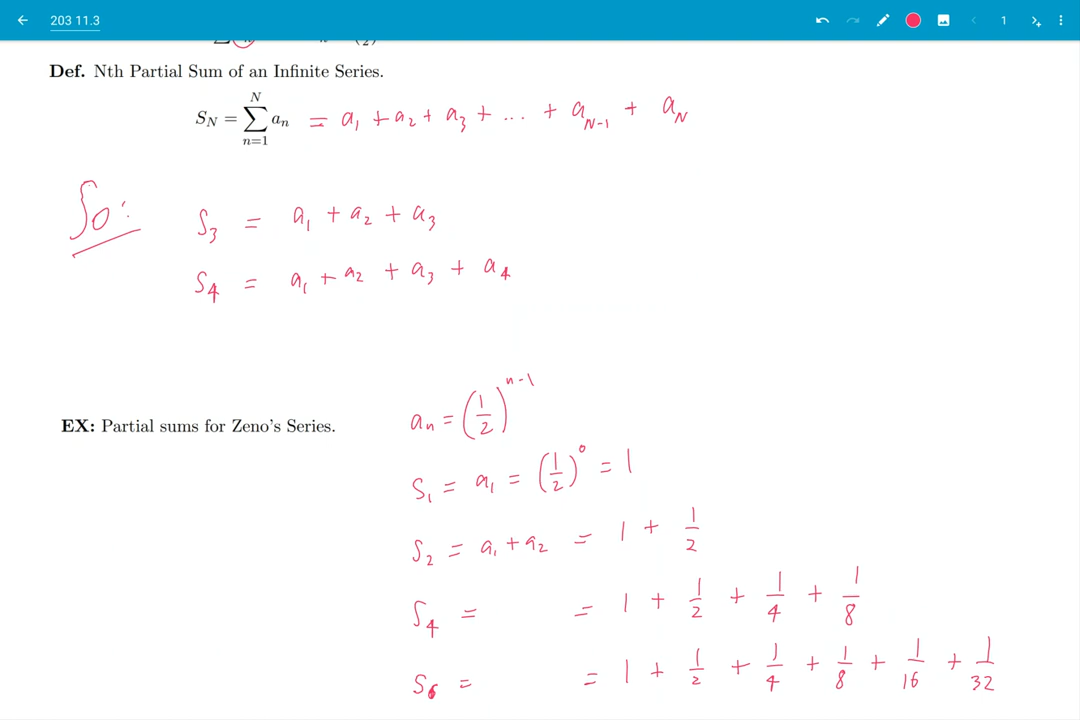 203 11.3
1
Def. Nth Partial Sum of an Infinite Series.
S_N = \sum_{n=1}^{N} a_n = a_1 + a_2 + a_3 + ... + a_{N-1} + a_N
So:
S_3 = a_1 + a_2 + a_3
S_4 = a_1 + a_2 + a_3 + a_4
a_n = (1/2)^{n-1}
EX: Partial sums for Zeno's Series.
S_1 = a_1 = (1/2)^0 = 1
S_2 = a_1 + a_2 = 1 + 1/2
S_4 = = 1 + 1/2 + 1/4 + 1/8
S_6 = = 1 + 1/2 + 1/4 + 1/8 + 1/16 + 1/32